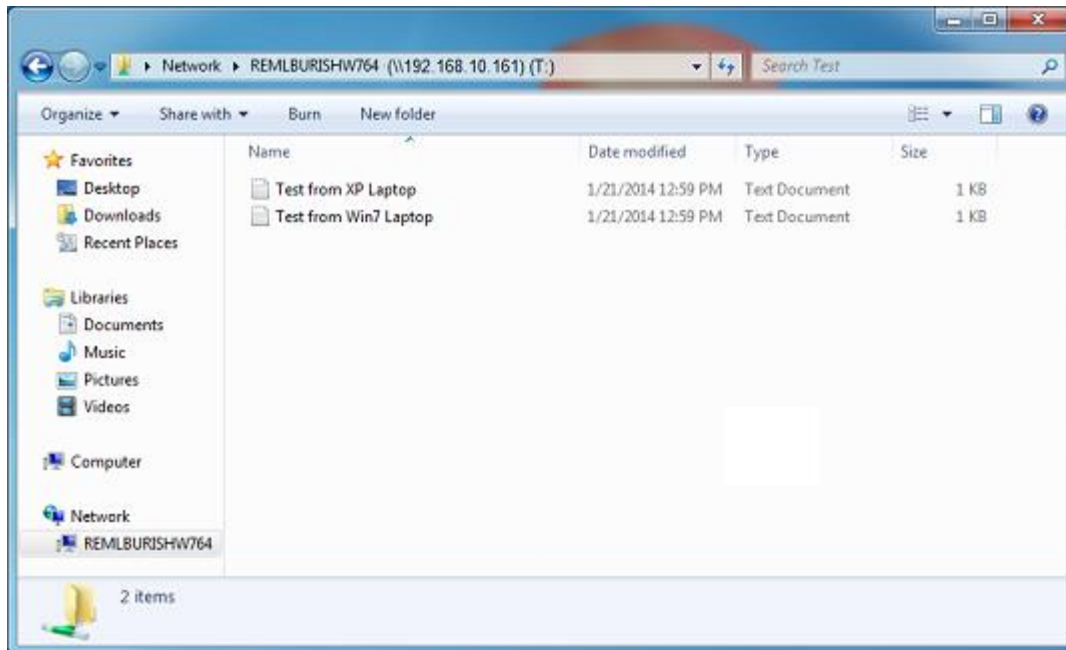 Network ▸ REMLBURISHW764 (\\192.168.10.161) (T:) Search Test
Organize Share with Burn New folder
Favorites
Desktop
Downloads
Recent Places
Libraries
Documents
Music
Pictures
Videos
Computer
Network
REMLBURISHW764
Name Date modified Type Size
Test from XP Laptop 1/21/2014 12:59 PM Text Document 1 KB
Test from Win7 Laptop 1/21/2014 12:59 PM Text Document 1 KB
2 items